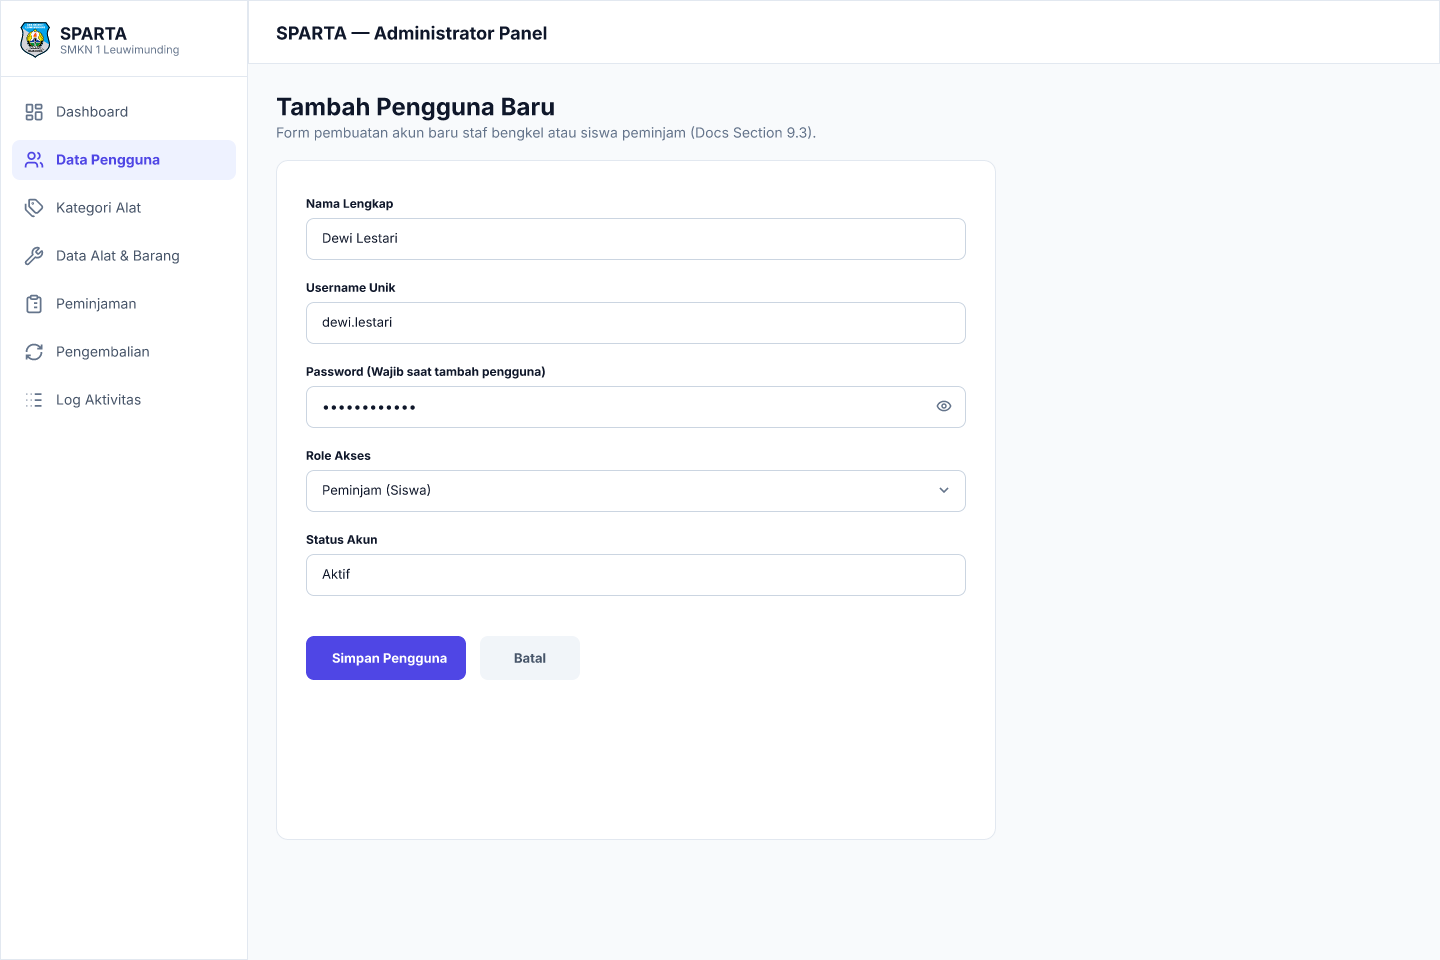 SPARTA
SMKN 1 Leuwimunding
Dashboard
Data Pengguna
Kategori Alat
Data Alat & Barang
Peminjaman
Pengembalian
Log Aktivitas
SPARTA — Administrator Panel
Tambah Pengguna Baru
Form pembuatan akun baru staf bengkel atau siswa peminjam (Docs Section 9.3).
Nama Lengkap
Dewi Lestari
Username Unik
dewi.lestari
Password (Wajib saat tambah pengguna)
••••••••••••
Role Akses
Peminjam (Siswa)
Status Akun
Aktif
Simpan Pengguna
Batal